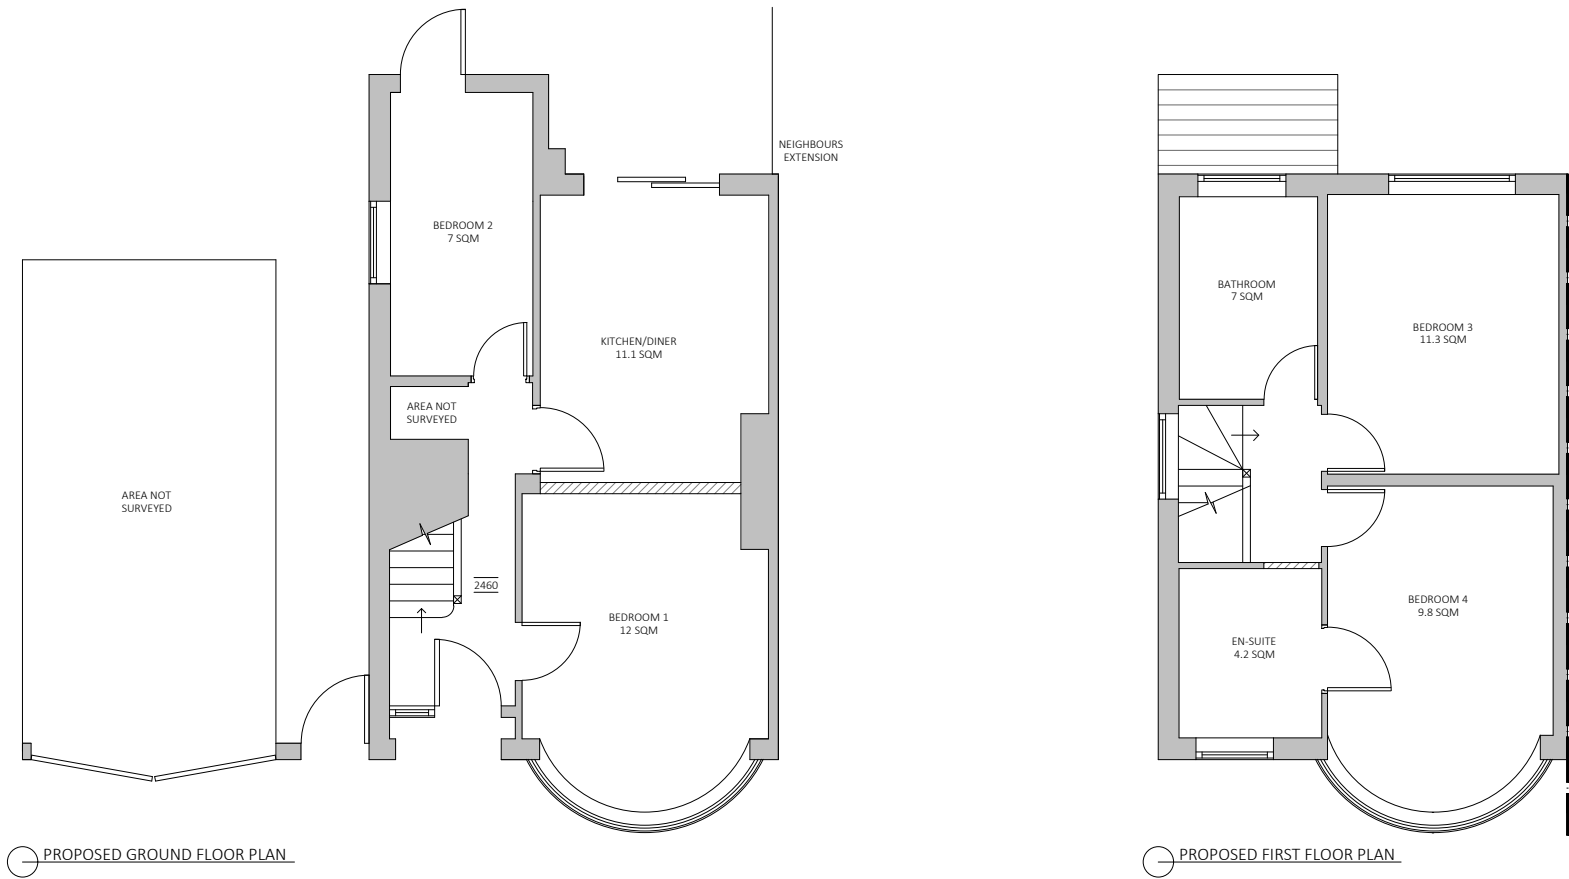 NEIGHBOURS
EXTENSION
BEDROOM 2
7 SQM
KITCHEN/DINER
11.1 SQM
AREA NOT
SURVEYED
AREA NOT
SURVEYED
2460
BEDROOM 1
12 SQM
PROPOSED GROUND FLOOR PLAN
BATHROOM
7 SQM
BEDROOM 3
11.3 SQM
BEDROOM 4
9.8 SQM
EN-SUITE
4.2 SQM
PROPOSED FIRST FLOOR PLAN